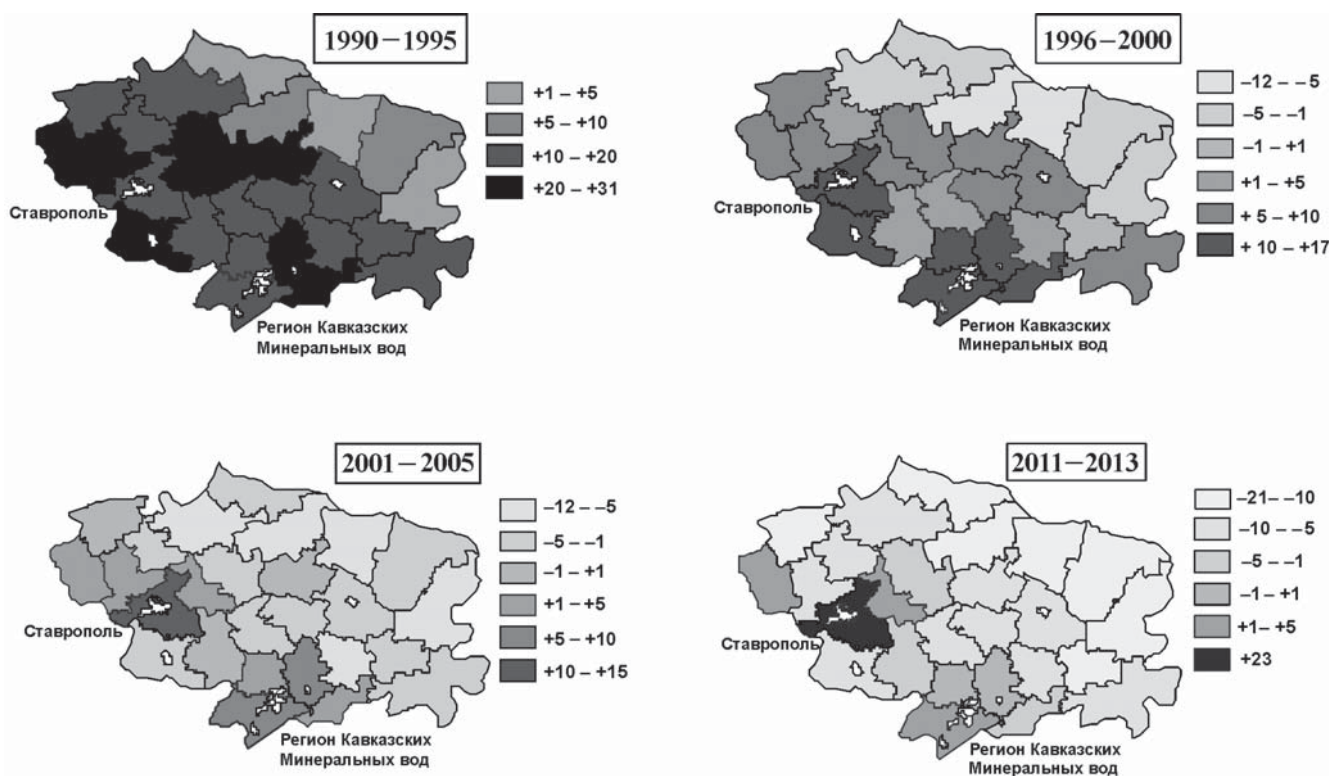 1990–1995
+1 – +5
+5 – +10
+10 – +20
+20 – +31
Ставрополь
Регион Кавказских
Минеральных вод
1996–2000
–12 – –5
–5 – –1
–1 – +1
+1 – +5
+ 5 – +10
+ 10 – +17
Ставрополь
Регион Кавказских
Минеральных вод
2001–2005
–12 – –5
–5 – –1
–1 – +1
+1 – +5
+5 – +10
+10 – +15
Ставрополь
Регион Кавказских
Минеральных вод
2011–2013
–21– –10
–10 – –5
–5 – –1
–1 – +1
+1– +5
+23
Ставрополь
Регион Кавказских
Минеральных вод